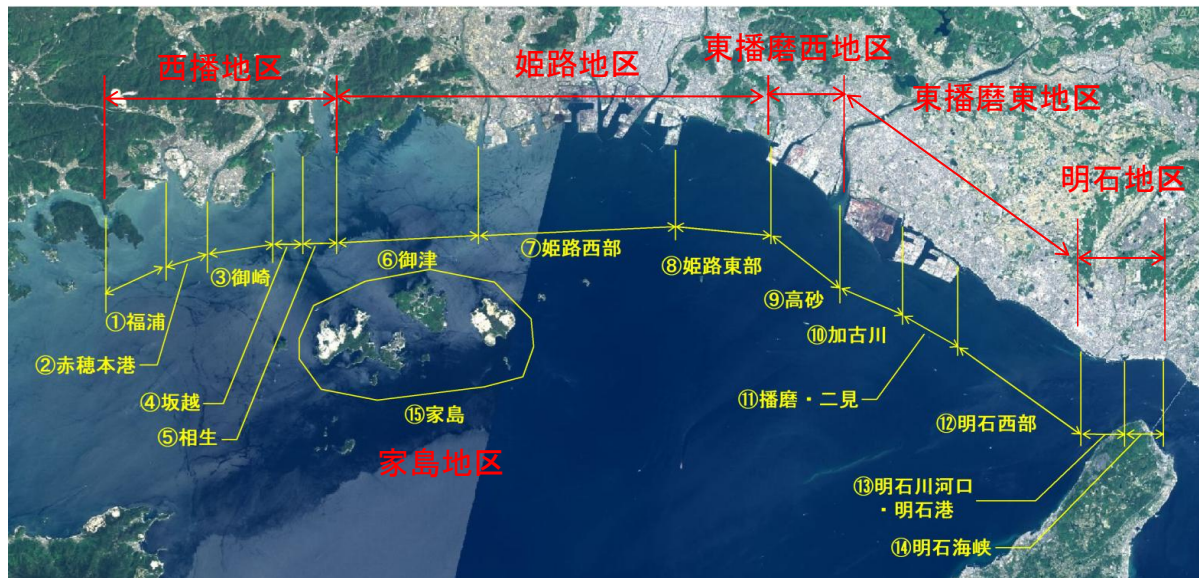 西播地区
姫路地区
東播磨西地区
東播磨東地区
明石地区
①福浦
②赤穂本港
③御崎
④坂越
⑤相生
⑥御津
⑦姫路西部
⑧姫路東部
⑨高砂
⑩加古川
⑪播磨・二見
⑫明石西部
⑬明石川河口
・明石港
⑭明石海峡
⑮家島
家島地区